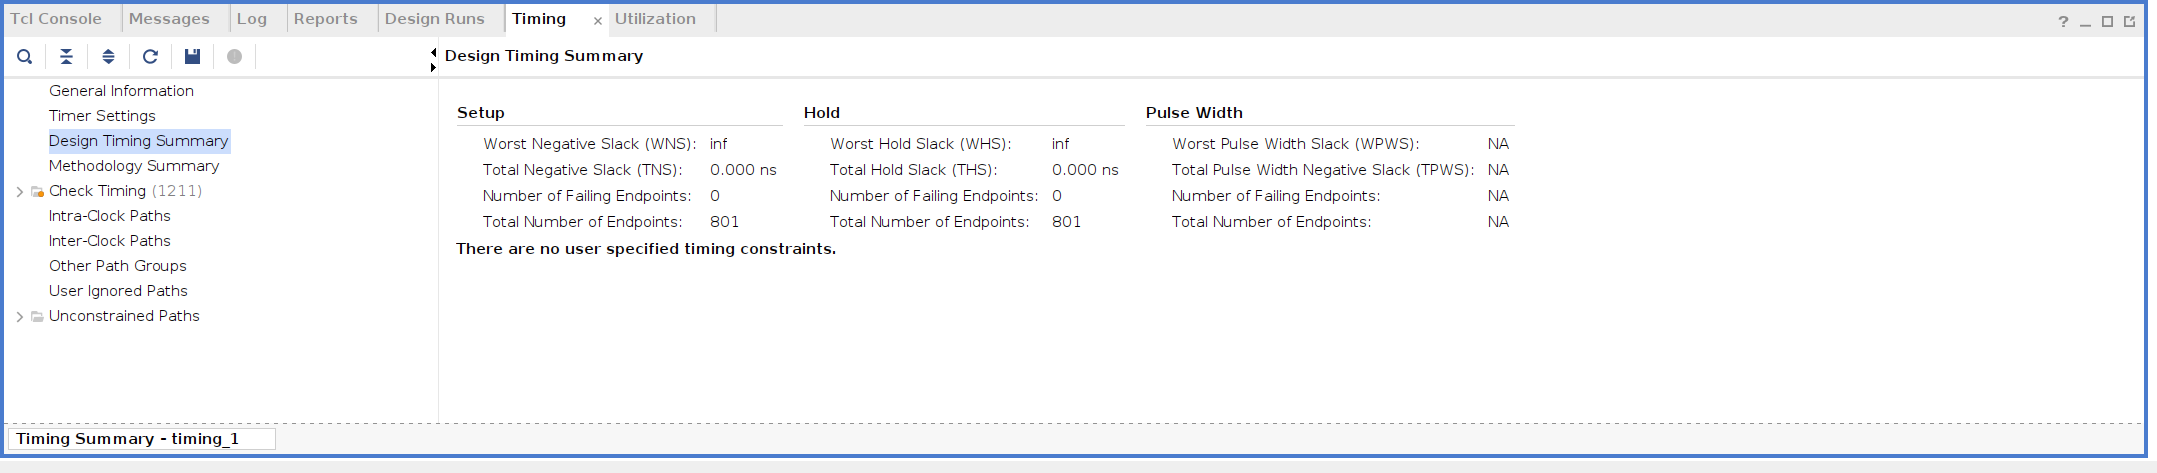 Tcl Console Messages Log Reports Design Runs Timing × Utilization ?
Design Timing Summary
General Information
Timer Settings
Design Timing Summary
Methodology Summary
Check Timing (1211)
Intra-Clock Paths
Inter-Clock Paths
Other Path Groups
User Ignored Paths
Unconstrained Paths
Setup Hold Pulse Width
Worst Negative Slack (WNS): inf Worst Hold Slack (WHS): inf Worst Pulse Width Slack (WPWS): NA
Total Negative Slack (TNS): 0.000 ns Total Hold Slack (THS): 0.000 ns Total Pulse Width Negative Slack (TPWS): NA
Number of Failing Endpoints: 0 Number of Failing Endpoints: 0 Number of Failing Endpoints: NA
Total Number of Endpoints: 801 Total Number of Endpoints: 801 Total Number of Endpoints: NA
There are no user specified timing constraints.
Timing Summary - timing_1